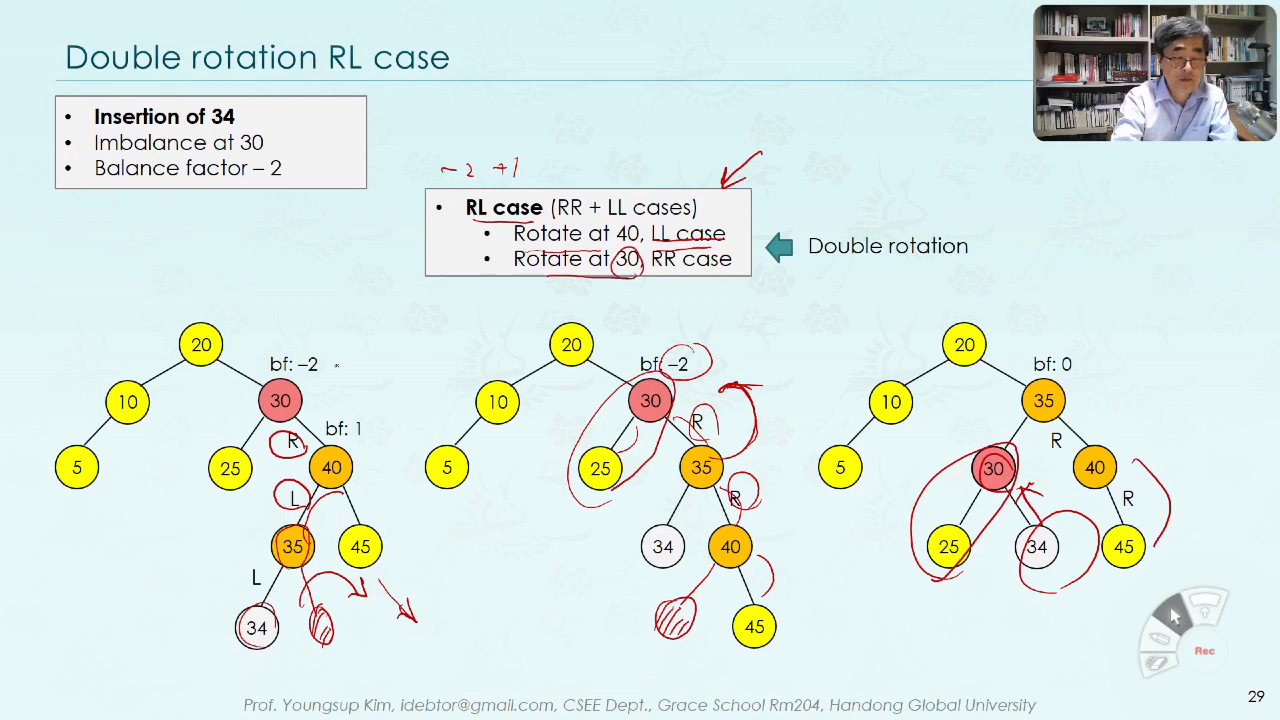 Double rotation RL case
• Insertion of 34
• Imbalance at 30
• Balance factor – 2
–2 +1
• RL case (RR + LL cases)
• Rotate at 40, LL case
• Rotate at 30, RR case
Double rotation
20
bf: –2
10
30
bf: 1
R
5
25
40
L
35
45
L
34
20
bf: –2
10
30
R
5
25
35
R
34
40
45
20
bf: 0
10
35
R
5
30
40
R
25
34
45
Rec
Prof. Youngsup Kim, idebtor@gmail.com, CSEE Dept., Grace School Rm204, Handong Global University
29